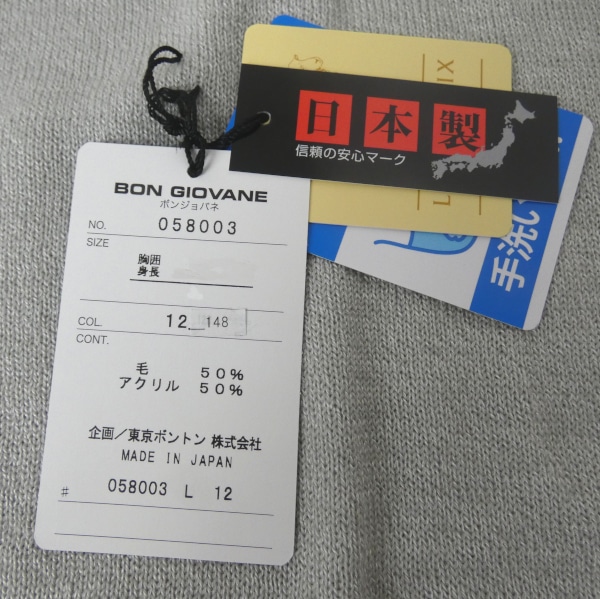 日本製
信頼の安心マーク
手洗い
BON GIOVANE
ボンジョバネ
NO. 058003
SIZE
胸囲
身長
COL. 12 148
CONT.
毛 50%
アクリル 50%
企画/東京ボントン 株式会社
MADE IN JAPAN
# 058003 L 12